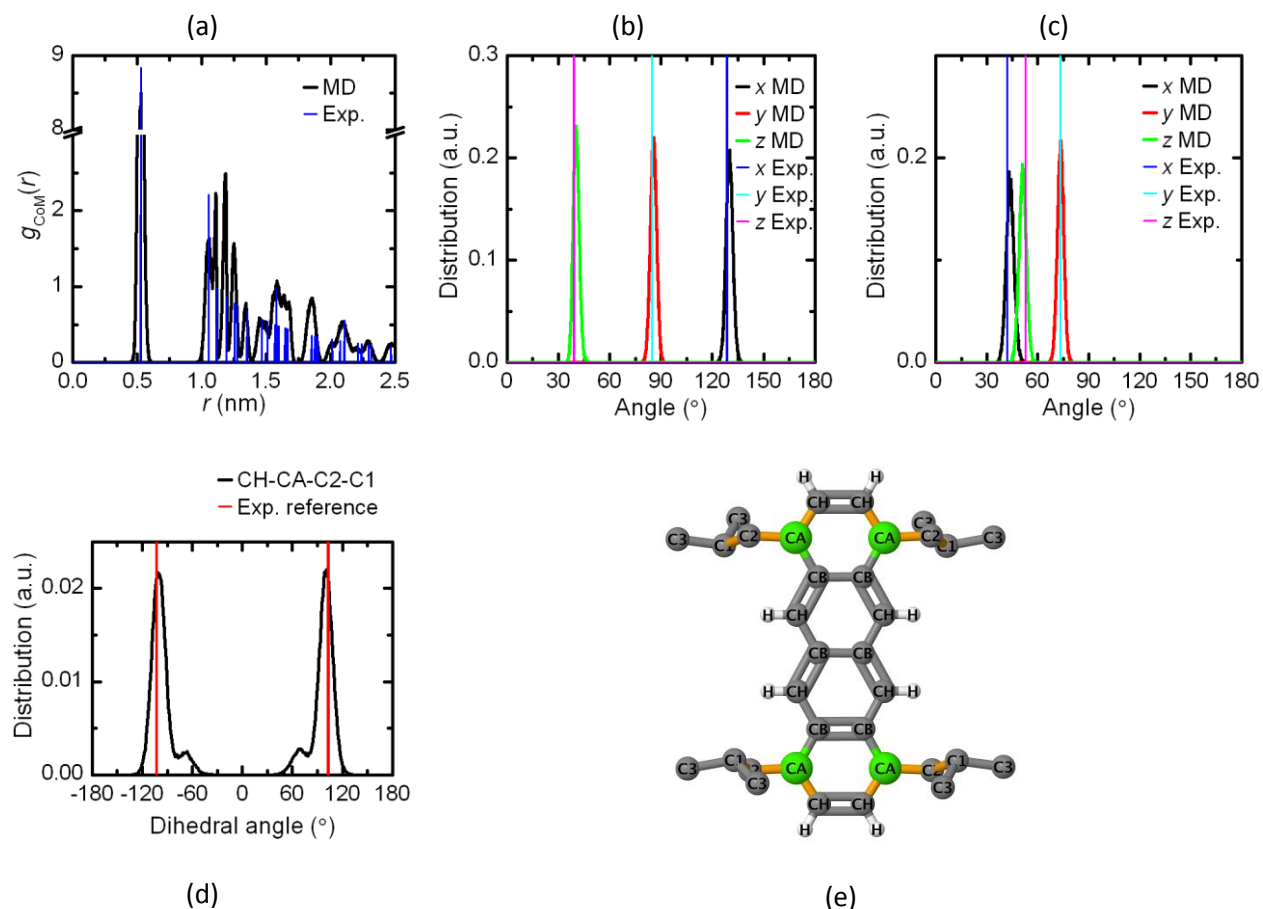 (a)
9
8
2
1
0
g_CoM(r)
MD
Exp.
0.0 0.5 1.0 1.5 2.0 2.5
r (nm)
(b)
0.3
0.2
0.1
0.0
Distribution (a.u.)
x MD
y MD
z MD
x Exp.
y Exp.
z Exp.
0 30 60 90 120 150 180
Angle (°)
(c)
0.2
0.0
Distribution (a.u.)
x MD
y MD
z MD
x Exp.
y Exp.
z Exp.
0 30 60 90 120 150 180
Angle (°)
CH-CA-C2-C1
Exp. reference
0.02
0.01
0.00
Distribution (a.u.)
-180 -120 -60 0 60 120 180
Dihedral angle (°)
(d)
H H
CH CH
C3 C3
C3 C1 C2 CA CA C2 C1 C3
CB CB
H CH CH H
CB CB
H CH CH H
CB CB
C3 C1 C2 CA CA C2 C1 C3
C3 C3
CH CH
H H
(e)